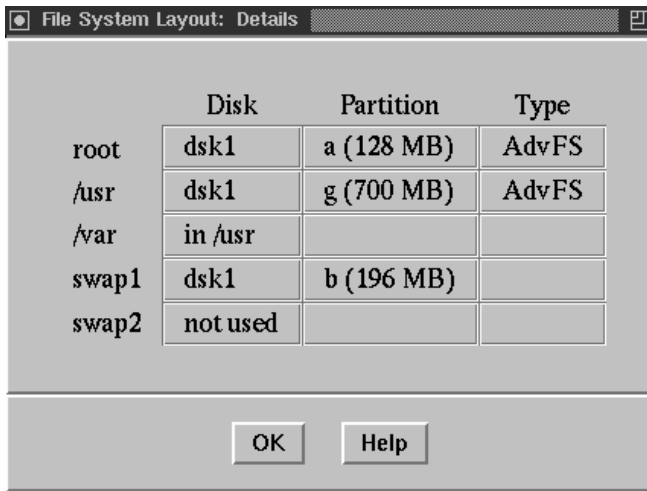 File System Layout: Details
Disk Partition Type
root dsk1 a (128 MB) AdvFS
/usr dsk1 g (700 MB) AdvFS
/var in /usr
swap1 dsk1 b (196 MB)
swap2 not used
OK Help